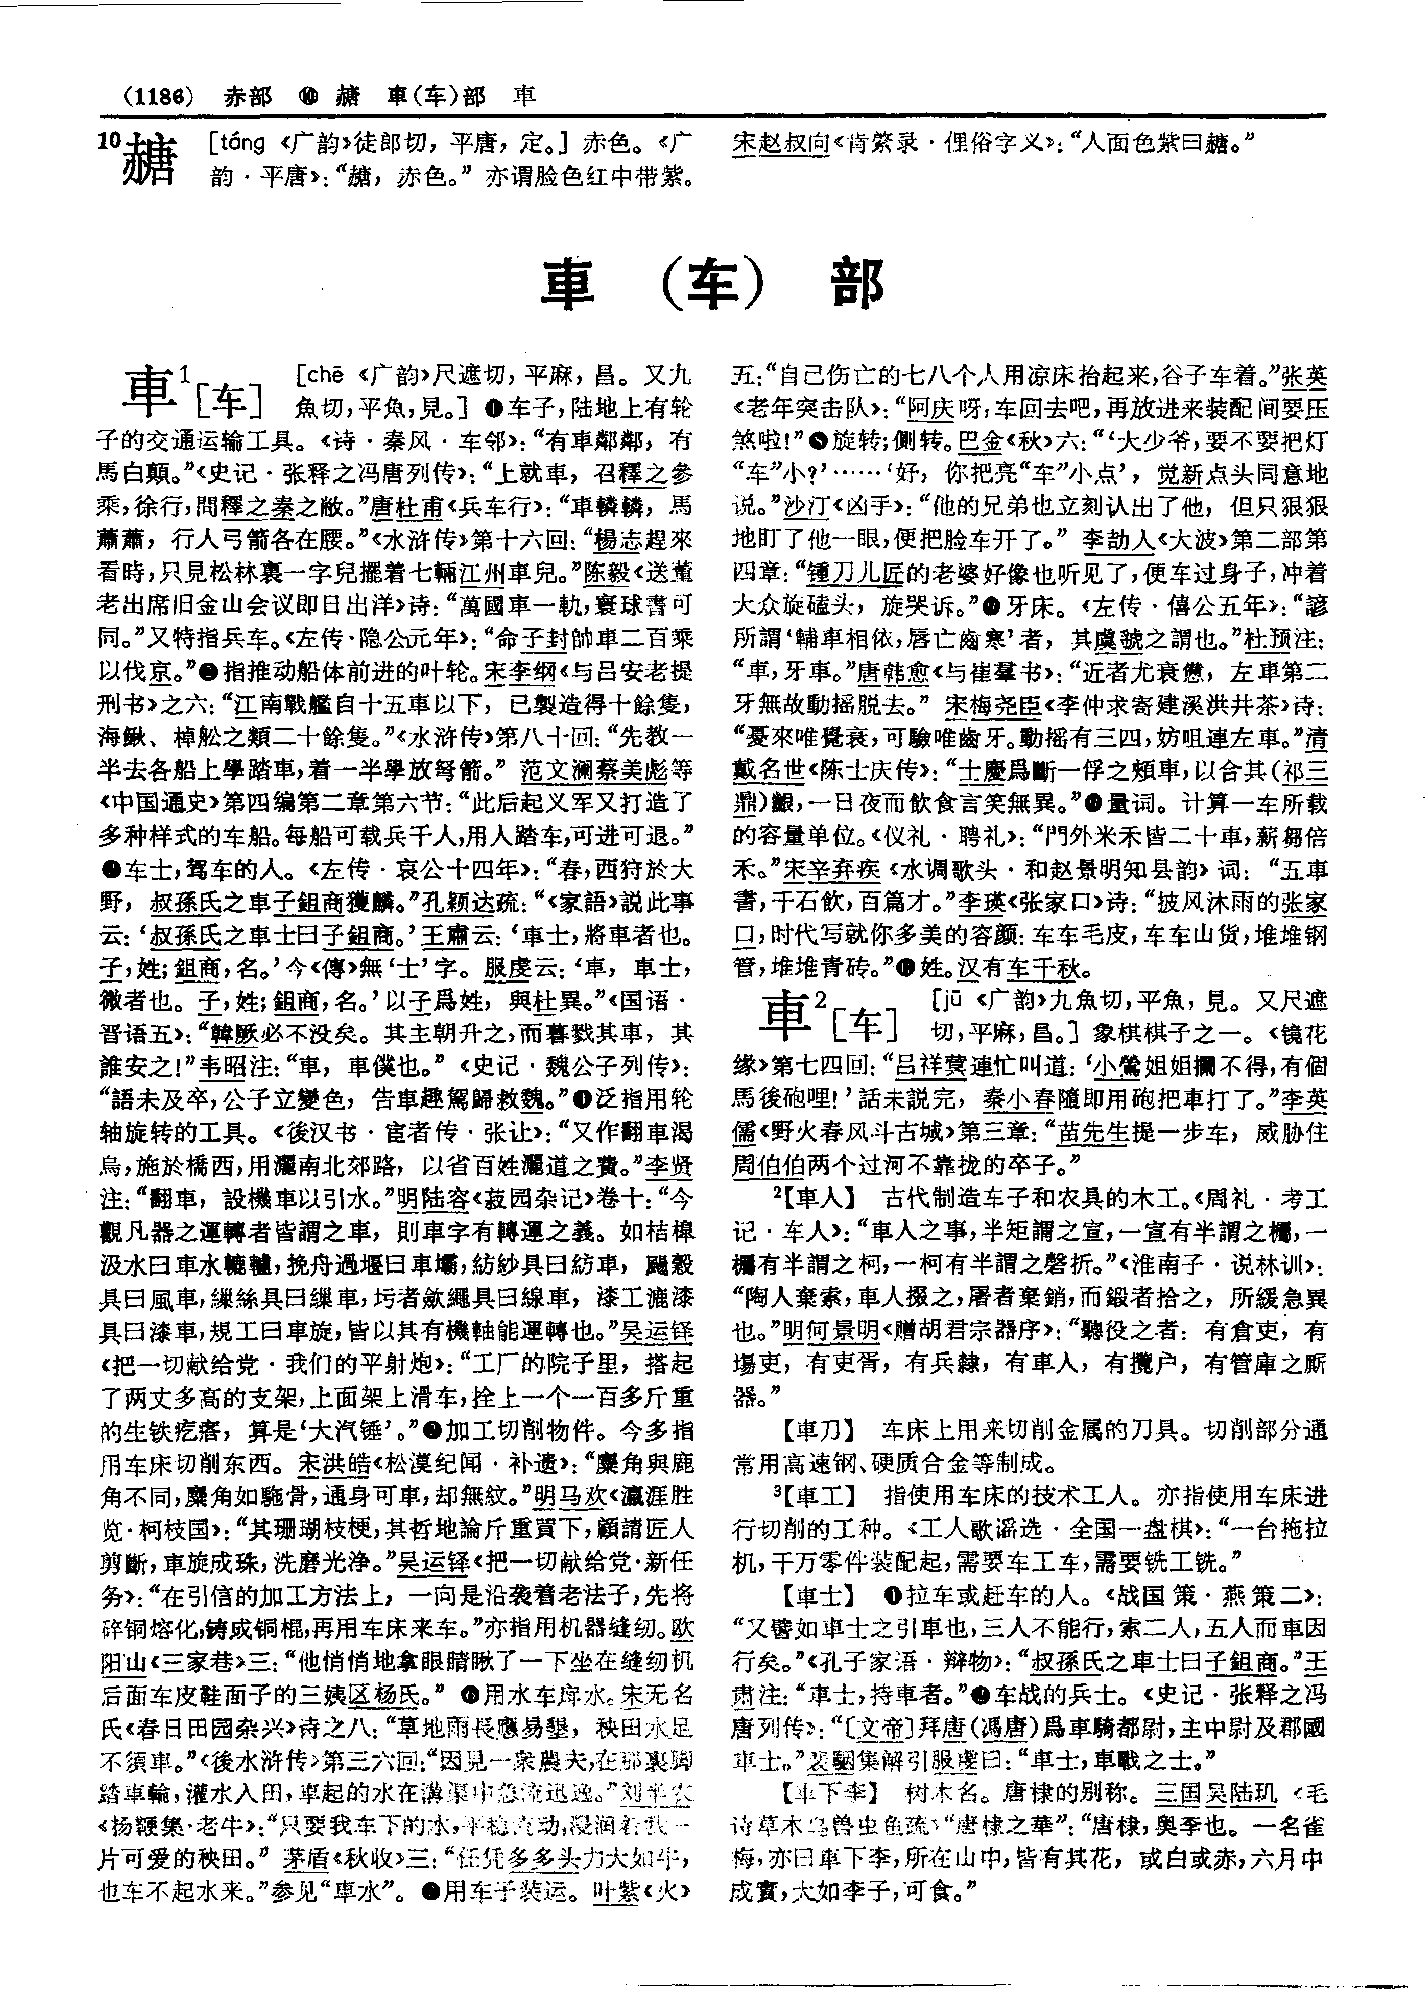 (1186) 赤部 ⑩ 赯 車(车)部 車
10赯 [táng《广韵》徒郎切，平唐，定。] 赤色。《广
韵·平唐》：“赯，赤色。”亦谓脸色红中带紫。
宋赵叔向《肯綮录·俚俗字义》：“人面色紫曰赯。”
車 (车) 部
車1[车] [chē《广韵》尺遮切，平麻，昌。又九
魚切，平魚，見。] ❶车子，陆地上有轮
子的交通运输工具。《诗·秦风·车邻》：“有車鄰鄰，有
馬白顛。”《史记·张释之冯唐列传》：“上就車，召釋之參
乘，徐行，問釋之秦之敝。”唐杜甫《兵车行》：“車轔轔，馬
蕭蕭，行人弓箭各在腰。”《水浒传》第十六回：“楊志趕來
看時，只見松林裏一字兒擺着七輛江州車兒。”陈毅《送董
老出席旧金山会议即日出洋》诗：“萬國車一軌，寰球書可
同。”又特指兵车。《左传·隐公元年》：“命子封帥車二百乘
以伐京。”❷指推动船体前进的叶轮。宋李纲《与吕安老提
刑书》之六：“江南戰艦自十五車以下，已製造得十餘隻，
海鰍、棹舩之類二十餘隻。”《水浒传》第八十回：“先教一
半去各船上學踏車，着一半學放弩箭。”范文澜蔡美彪等
《中国通史》第四编第二章第六节：“此后起义军又打造了
多种样式的车船。每船可载兵千人，用人踏车，可进可退。”
❸车士，驾车的人。《左传·哀公十四年》：“春，西狩於大
野，叔孫氏之車子鉏商獲麟。”孔颖达疏：“《家語》説此事
云：‘叔孫氏之車士曰子鉏商。’王肅云：‘車士，將車者也。
子，姓；鉏商，名。’今《傳》無‘士’字。服虔云：‘車，車士，
微者也。子，姓；鉏商，名。’以子爲姓，與杜異。”《国语·
晋语五》：“韓厥必不没矣。其主朝升之，而暮戮其車，其
誰安之！”韦昭注：“車，車僕也。”《史记·魏公子列传》：
“語未及卒，公子立變色，告車趣駕歸救魏。”❹泛指用轮
轴旋转的工具。《後汉书·宦者传·张让》：“又作翻車渴
烏，施於橋西，用灑南北郊路，以省百姓灑道之費。”李贤
注：“翻車，設機車以引水。”明陆容《菽园杂记》卷十：“今
觀凡器之運轉者皆謂之車，則車字有轉運之義。如桔槔
汲水曰車水轆轤，挽舟過堰曰車壩，紡紗具曰紡車，颺穀
具曰風車，繅絲具曰繅車，圬者斂繩具曰線車，漆工漉漆
具曰漆車，規工曰車旋，皆以其有機軸能運轉也。”吴运铎
《把一切献给党·我们的平射炮》：“工厂的院子里，搭起
了两丈多高的支架，上面架上滑车，拴上一个一百多斤重
的生铁疙瘩，算是‘大汽锤’。”❺加工切削物件。今多指
用车床切削东西。宋洪皓《松漠纪闻·补遗》：“麋角與鹿
角不同，麋角如駞骨，通身可車，却無紋。”明马欢《瀛涯胜
览·柯枝国》：“其珊瑚枝梗，其哲地論斤重買下，顧請匠人
剪斷，車旋成珠，洗磨光净。”吴运铎《把一切献给党·新任
务》：“在引信的加工方法上，一向是沿袭着老法子，先将
碎铜熔化，铸成铜棍，再用车床来车。”亦指用机器缝纫。欧
阳山《三家巷》三：“他悄悄地拿眼睛瞅了一下坐在缝纫机
后面车皮鞋面子的三姨区杨氏。”❻用水车戽水。宋无名
氏《春日田园杂兴》诗之八：“草地雨長應易墾，秧田水足
不須車。”《後水浒传》第三六回：“因見一衆農夫，在那裏脚
踏車輪，灌水入田，車起的水在溝渠中急流迅逸。”刘半农
《扬鞭集·老牛》：“只要我车下的水，平稳流动，浸润着我一
片可爱的秧田。”茅盾《秋收》三：“任凭多多头力大如牛，
也车不起水来。”参见“車水”。❼用车子装运。叶紫《火》
五：“自己伤亡的七八个人用凉床抬起来，谷子车着。”张英
《老年突击队》：“阿庆呀，车回去吧，再放进来装配间要压
煞啦！”❽旋转；侧转。巴金《秋》六：“‘大少爷，要不要把灯
“车”小？’……‘好，你把亮“车”小点’，觉新点头同意地
说。”沙汀《凶手》：“他的兄弟也立刻认出了他，但只狠狠
地盯了他一眼，便把脸车开了。”李劼人《大波》第二部第
四章：“锺刀儿匠的老婆好像也听见了，便车过身子，冲着
大众旋磕头，旋哭诉。”❾牙床。《左传·僖公五年》：“諺
所謂‘輔車相依，唇亡齒寒’者，其虞虢之謂也。”杜预注：
“車，牙車。”唐韩愈《与崔羣书》：“近者尤衰憊，左車第二
牙無故動摇脱去。”宋梅尧臣《李仲求寄建溪洪井茶》诗：
“憂來唯覺衰，可驗唯齒牙。動摇有三四，妨咀連左車。”清
戴名世《陈士庆传》：“士慶爲斷一俘之頰車，以合其(祁三
鼎)齦，一日夜而飲食言笑無異。”❿量词。计算一车所载
的容量单位。《仪礼·聘礼》：“門外米禾皆二十車，薪芻倍
禾。”宋辛弃疾《水调歌头·和赵景明知县韵》词：“五車
書，千石飲，百篇才。”李瑛《张家口》诗：“披风沐雨的张家
口，时代写就你多美的容颜：车车毛皮，车车山货，堆堆钢
管，堆堆青砖。”⓫姓。汉有车千秋。
車2[车] [jū《广韵》九魚切，平魚，見。又尺遮
切，平麻，昌。] 象棋棋子之一。《镜花
缘》第七四回：“吕祥蓂連忙叫道：‘小鶯姐姐攔不得，有個
馬後砲哩！’話未説完，秦小春隨即用砲把車打了。”李英
儒《野火春风斗古城》第三章：“苗先生提一步车，威胁住
周伯伯两个过河不靠拢的卒子。”
2【車人】 古代制造车子和农具的木工。《周礼·考工
记·车人》：“車人之事，半矩謂之宣，一宣有半謂之欘，一
欘有半謂之柯，一柯有半謂之磬折。”《淮南子·说林训》：
“陶人棄索，車人掇之，屠者棄銷，而鍛者拾之，所緩急異
也。”明何景明《赠胡君宗器序》：“聽役之者：有倉吏，有
場吏，有吏胥，有兵隸，有車人，有攬户，有管庫之厮
器。”
【車刀】 车床上用来切削金属的刀具。切削部分通
常用高速钢、硬质合金等制成。
3【車工】 指使用车床的技术工人。亦指使用车床进
行切削的工种。《工人歌谣选·全国一盘棋》：“一台拖拉
机，千万零件装配起，需要车工车，需要铣工铣。”
【車士】 ❶拉车或赶车的人。《战国策·燕策二》：
“又譬如車士之引車也，三人不能行，索二人，五人而車因
行矣。”《孔子家语·辩物》：“叔孫氏之車士曰子鉏商。”王
肃注：“車士，持車者。”❷车战的兵士。《史记·张释之冯
唐列传》：“〔文帝〕拜唐(馮唐)爲車騎都尉，主中尉及郡國
車士。”裴駰集解引服虔曰：“車士，車戰之士。”
【車下李】 树木名。唐棣的别称。三国吴陆玑《毛
诗草木鸟兽虫鱼疏》“唐棣之華”：“唐棣，奥李也。一名雀
梅，亦曰車下李，所在山中，皆有其花，或白或赤，六月中
成實，大如李子，可食。”